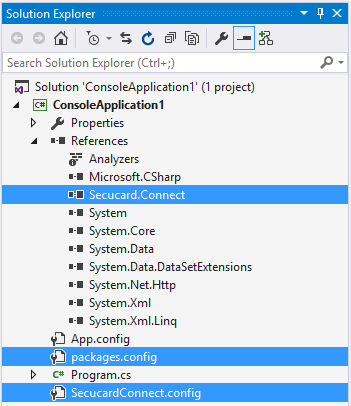 Solution Explorer
Search Solution Explorer (Ctrl+;)
Solution 'ConsoleApplication1' (1 project)
C# ConsoleApplication1
Properties
References
Analyzers
Microsoft.CSharp
Secucard.Connect
System
System.Core
System.Data
System.Data.DataSetExtensions
System.Net.Http
System.Xml
System.Xml.Linq
App.config
packages.config
C# Program.cs
SecucardConnect.config